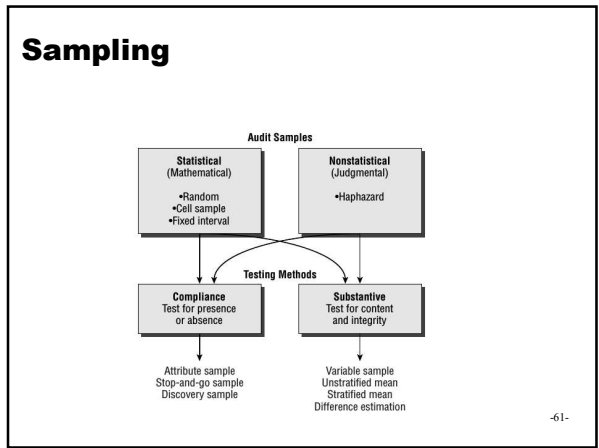 Sampling
Audit Samples
Statistical
(Mathematical)
•Random
•Cell sample
•Fixed interval
Nonstatistical
(Judgmental)
•Haphazard
Testing Methods
Compliance
Test for presence
or absence
Substantive
Test for content
and integrity
Attribute sample
Stop-and-go sample
Discovery sample
Variable sample
Unstratified mean
Stratified mean
Difference estimation
-61-